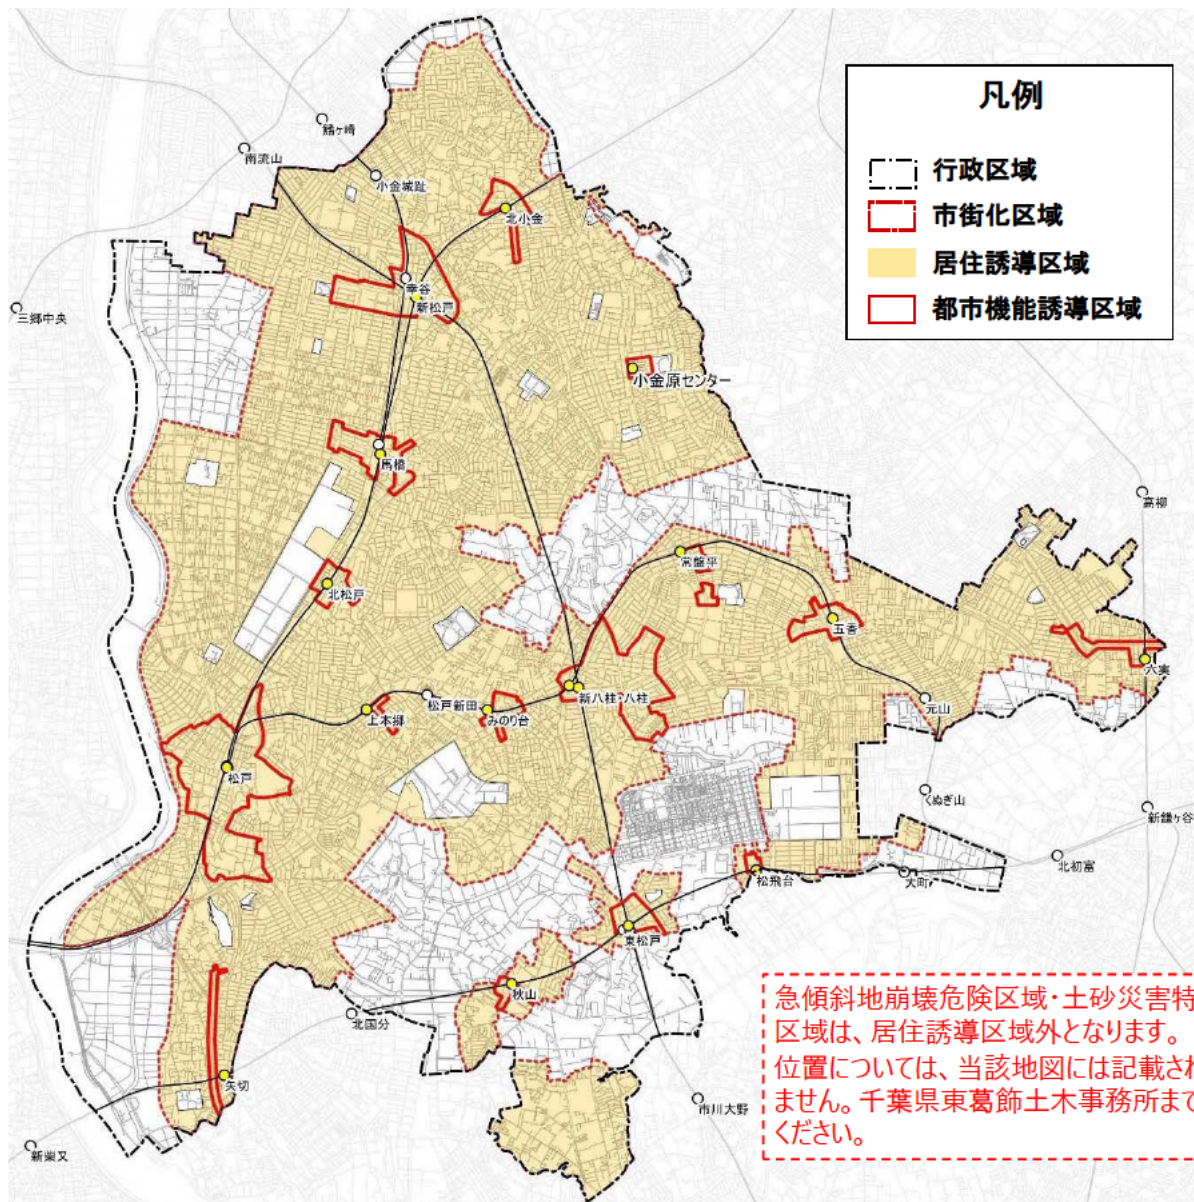 凡例
行政区域
市街化区域
居住誘導区域
都市機能誘導区域
鰭ヶ崎
南流山
小金城趾
北小金
幸谷
新松戸
三郷中央
小金原センター
馬橋
高柳
常盤平
北松戸
五香
六実
新八柱・八柱
元山
松戸新田
みのり台
上本郷
松戸
くぬぎ山
新鎌ヶ谷
北初富
松飛台
大町
東松戸
秋山
北国分
矢切
市川大野
新柴又
急傾斜地崩壊危険区域・土砂災害特
区域は、居住誘導区域外となります。
位置については、当該地図には記載され
ません。千葉県東葛飾土木事務所まで
ください。